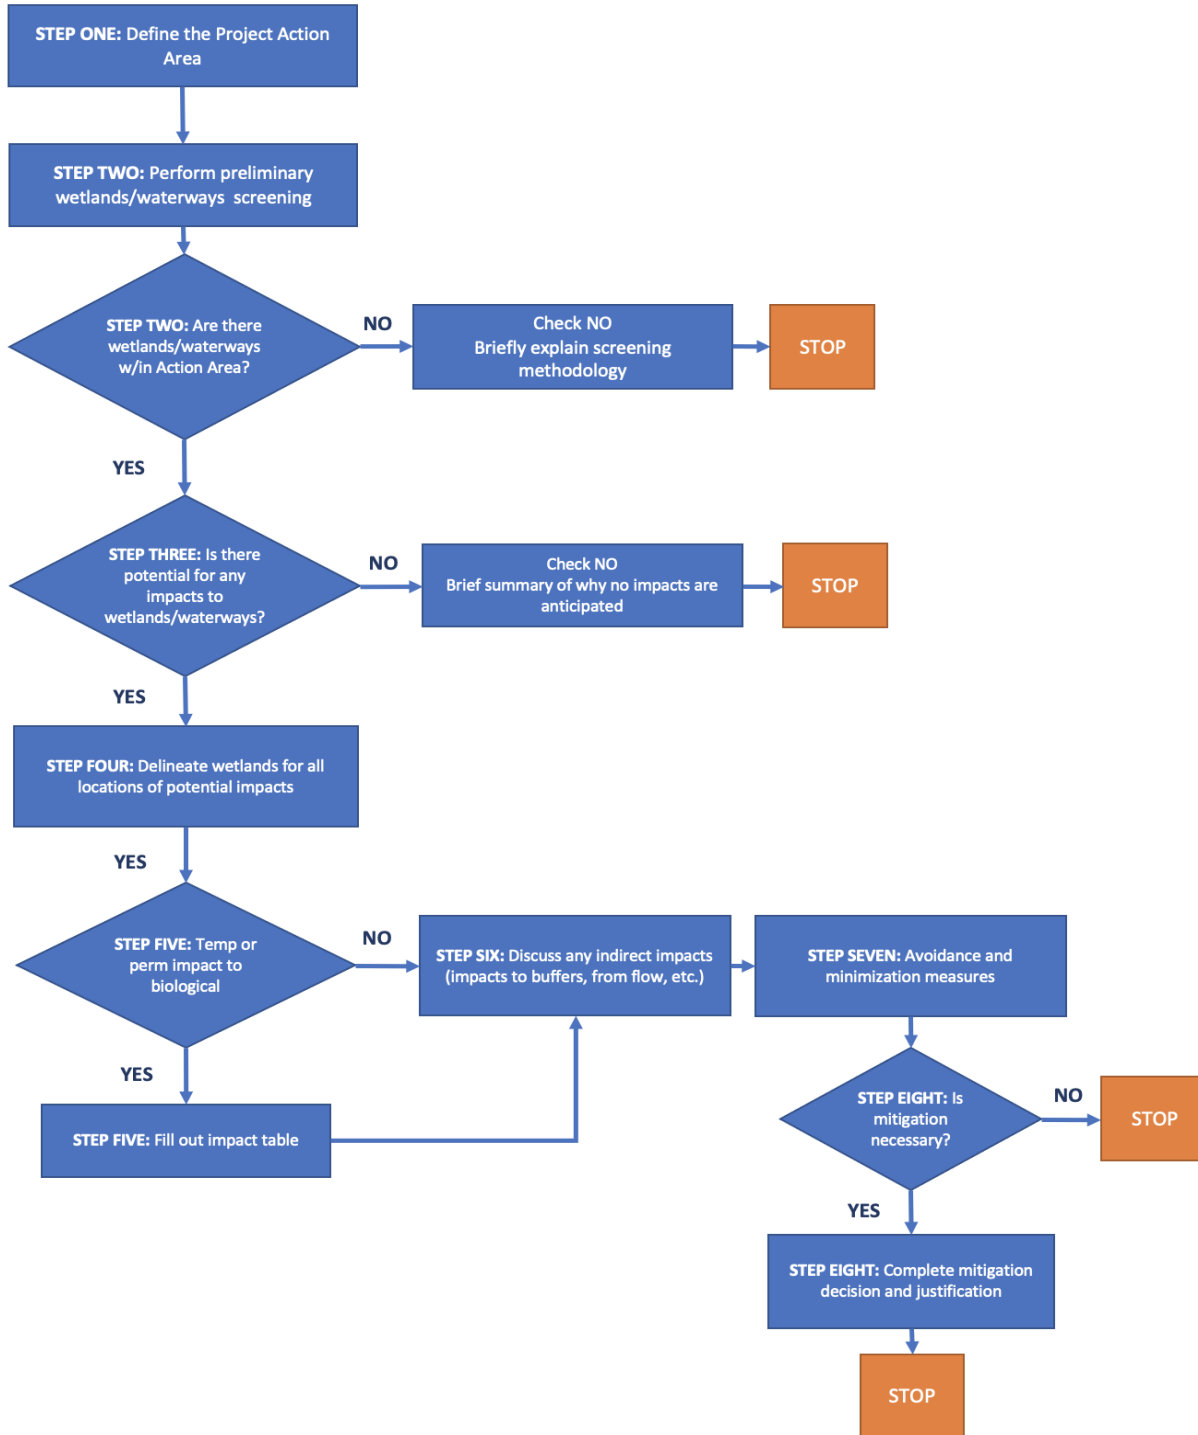 STEP ONE: Define the Project Action
Area
STEP TWO: Perform preliminary
wetlands/waterways screening
STEP TWO: Are there
wetlands/waterways
w/in Action Area?
NO
Check NO
Briefly explain screening
methodology
STOP
YES
STEP THREE: Is there
potential for any
impacts to
wetlands/waterways?
NO
Check NO
Brief summary of why no impacts are
anticipated
STOP
YES
STEP FOUR: Delineate wetlands for all
locations of potential impacts
YES
STEP FIVE: Temp or
perm impact to
biological
NO
STEP SIX: Discuss any indirect impacts
(impacts to buffers, from flow, etc.)
STEP SEVEN: Avoidance and
minimization measures
YES
STEP FIVE: Fill out impact table
STEP EIGHT: Is
mitigation
necessary?
NO
STOP
YES
STEP EIGHT: Complete mitigation
decision and justification
STOP